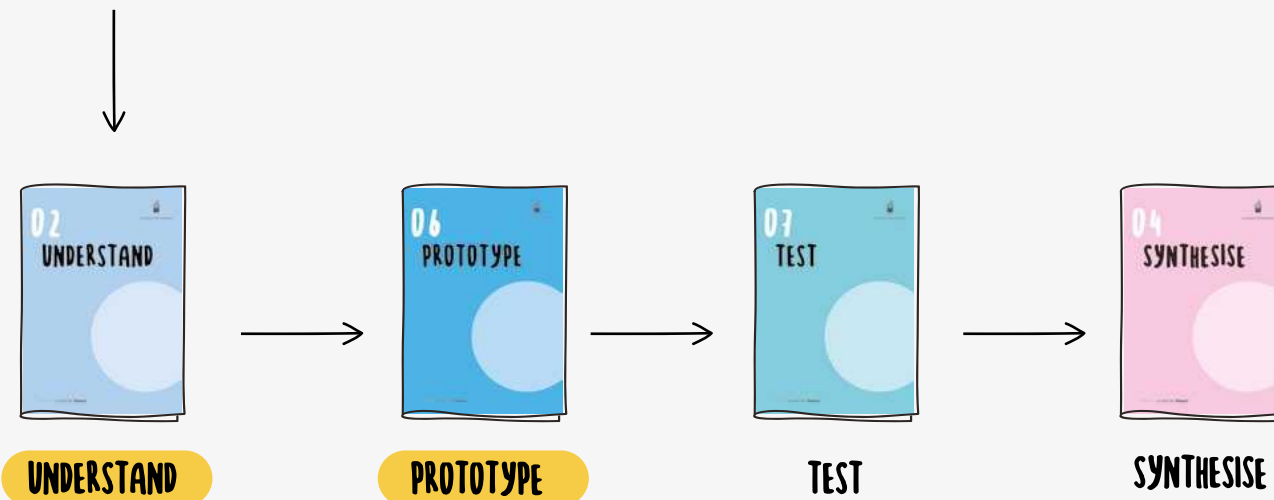 02
UNDERSTAND
06
PROTOTYPE
07
TEST
04
SYNTHESISE
UNDERSTAND
PROTOTYPE
TEST
SYNTHESISE